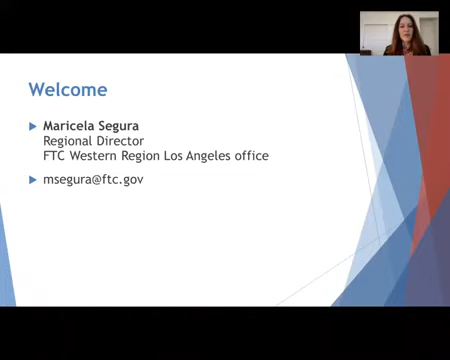 Welcome
Maricela Segura
Regional Director
FTC Western Region Los Angeles office
msegura@ftc.gov